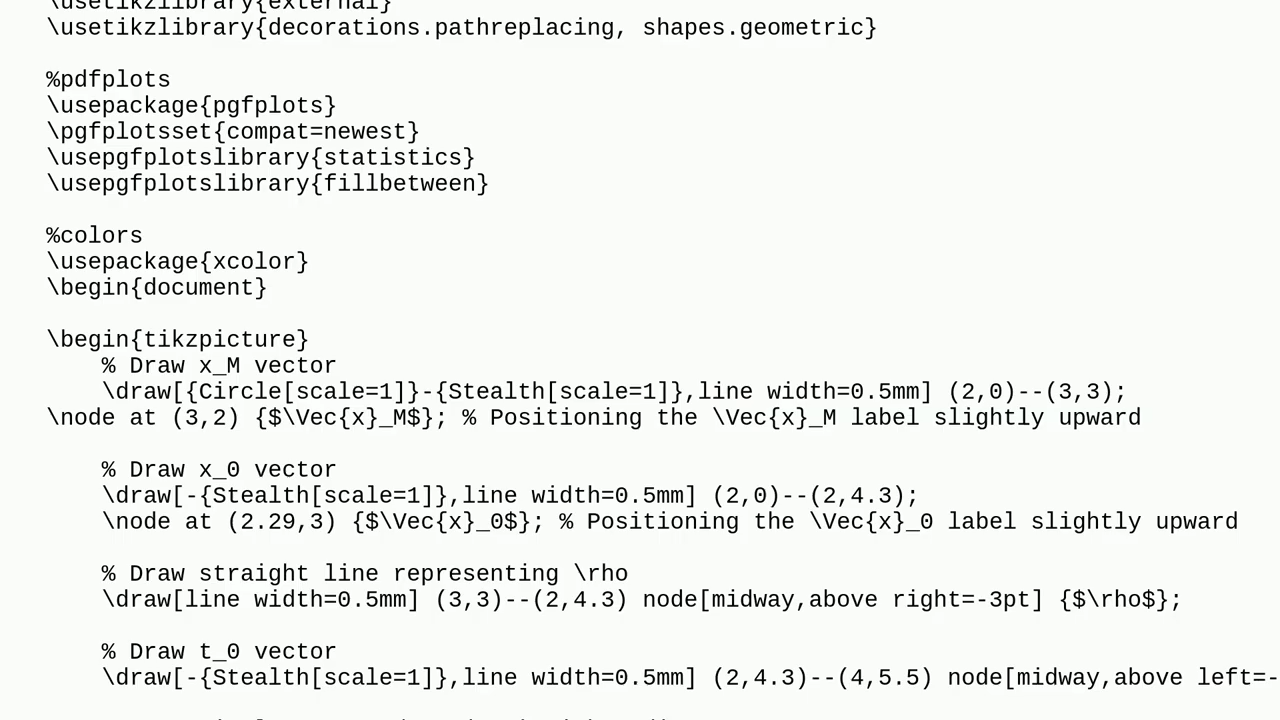 \usetikzlibrary{external}
\usetikzlibrary{decorations.pathreplacing, shapes.geometric}

%pdfplots
\usepackage{pgfplots}
\pgfplotsset{compat=newest}
\usepgfplotslibrary{statistics}
\usepgfplotslibrary{fillbetween}

%colors
\usepackage{xcolor}
\begin{document}

\begin{tikzpicture}
    % Draw x_M vector
    \draw[{Circle[scale=1]}-{Stealth[scale=1]},line width=0.5mm] (2,0)--(3,3);
\node at (3,2) {$\Vec{x}_M$}; % Positioning the \Vec{x}_M label slightly upward

    % Draw x_0 vector
    \draw[-{Stealth[scale=1]},line width=0.5mm] (2,0)--(2,4.3);
    \node at (2.29,3) {$\Vec{x}_0$}; % Positioning the \Vec{x}_0 label slightly upward

    % Draw straight line representing \rho
    \draw[line width=0.5mm] (3,3)--(2,4.3) node[midway,above right=-3pt] {$\rho$};

    % Draw t_0 vector
    \draw[-{Stealth[scale=1]},line width=0.5mm] (2,4.3)--(4,5.5) node[midway,above left=-